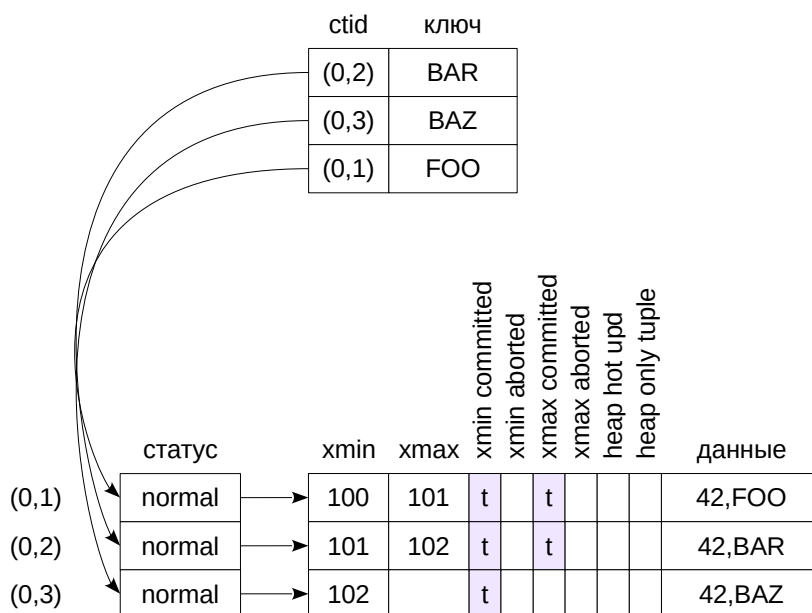 ctid ключ
(0,2) BAR
(0,3) BAZ
(0,1) FOO
xmin committed
xmin aborted
xmax committed
xmax aborted
heap hot upd
heap only tuple
статус xmin xmax данные
(0,1) normal 100 101 t t 42,FOO
(0,2) normal 101 102 t t 42,BAR
(0,3) normal 102 t 42,BAZ